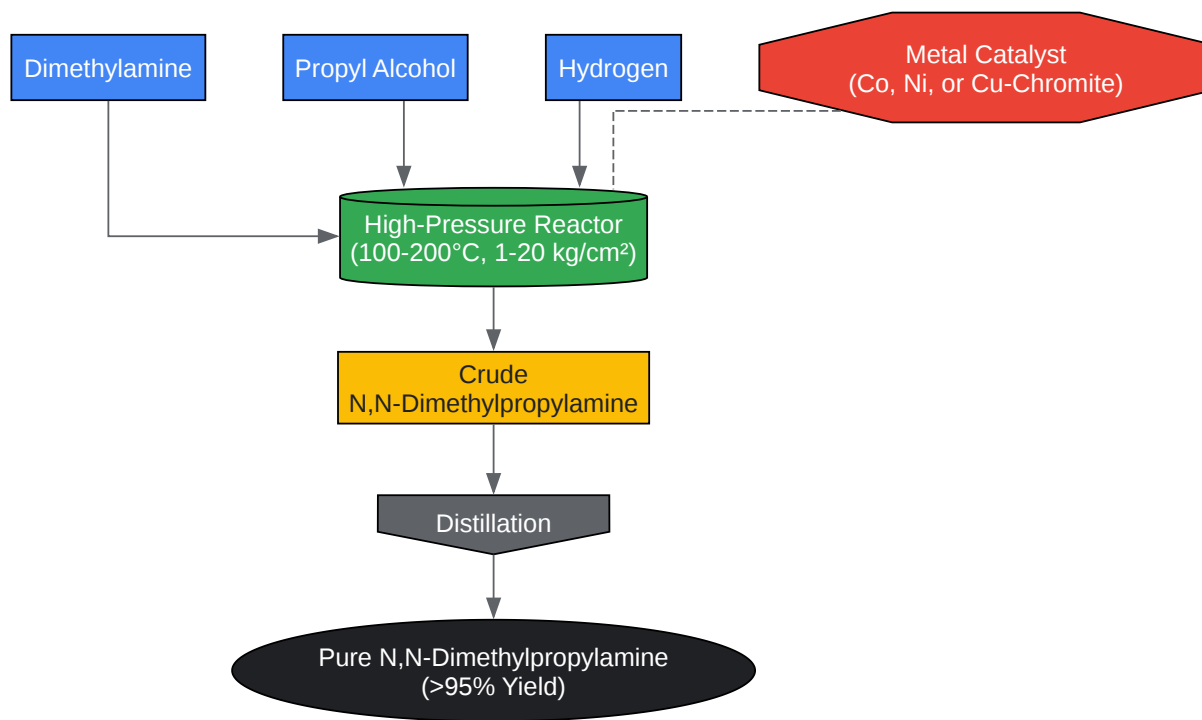 Dimethylamine
Propyl Alcohol
Hydrogen
Metal Catalyst
(Co, Ni, or Cu-Chromite)
High-Pressure Reactor
(100-200°C, 1-20 kg/cm²)
Crude
N,N-Dimethylpropylamine
Distillation
Pure N,N-Dimethylpropylamine
(>95% Yield)